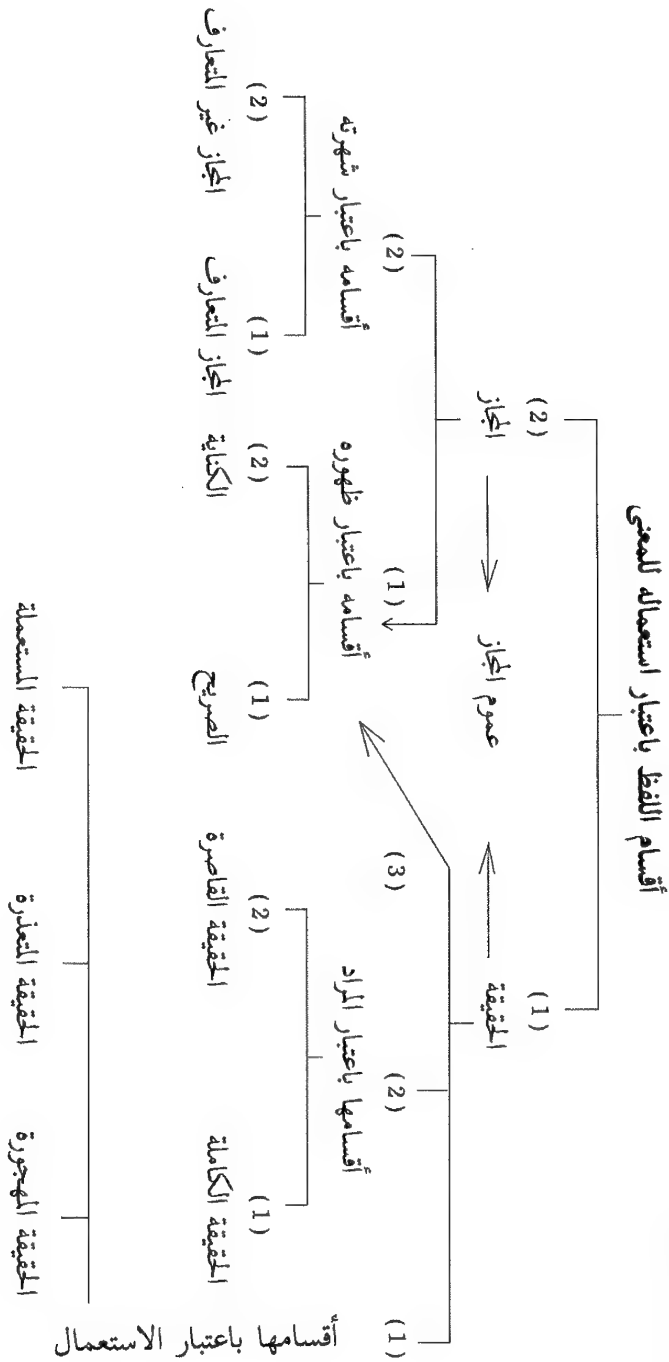 أقسام اللفظ باعتبار استعماله للمعنى
(1) (2)
الحقيقة عموم المجاز المجاز
(1) (2) (3) (1) (2)
أقسامها باعتبار الاستعمال
أقسامها باعتبار المراد
أقسامه باعتبار ظهوره
أقسامه باعتبار شهرته
(1) (2) (1) (2) (1) (2)
الحقيقة الكاملة
الحقيقة القاصرة
الصريح
الكناية
المجاز المتعارف
المجاز غير المتعارف
الحقيقة المهجورة
الحقيقة المتعذرة
الحقيقة المستعملة